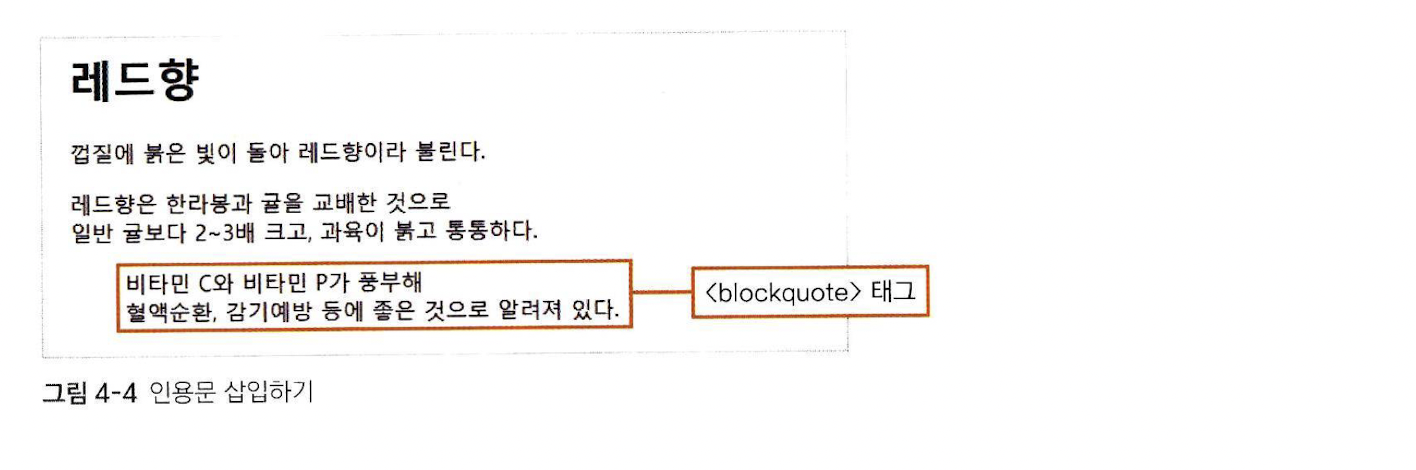 레드향
껍질에 붉은 빛이 돌아 레드향이라 불린다.
레드향은 한라봉과 귤을 교배한 것으로
일반 귤보다 2~3배 크고, 과육이 붉고 통통하다.
비타민 C와 비타민 P가 풍부해
혈액순환, 감기예방 등에 좋은 것으로 알려져 있다.
<blockquote> 태그
그림 4-4 인용문 삽입하기